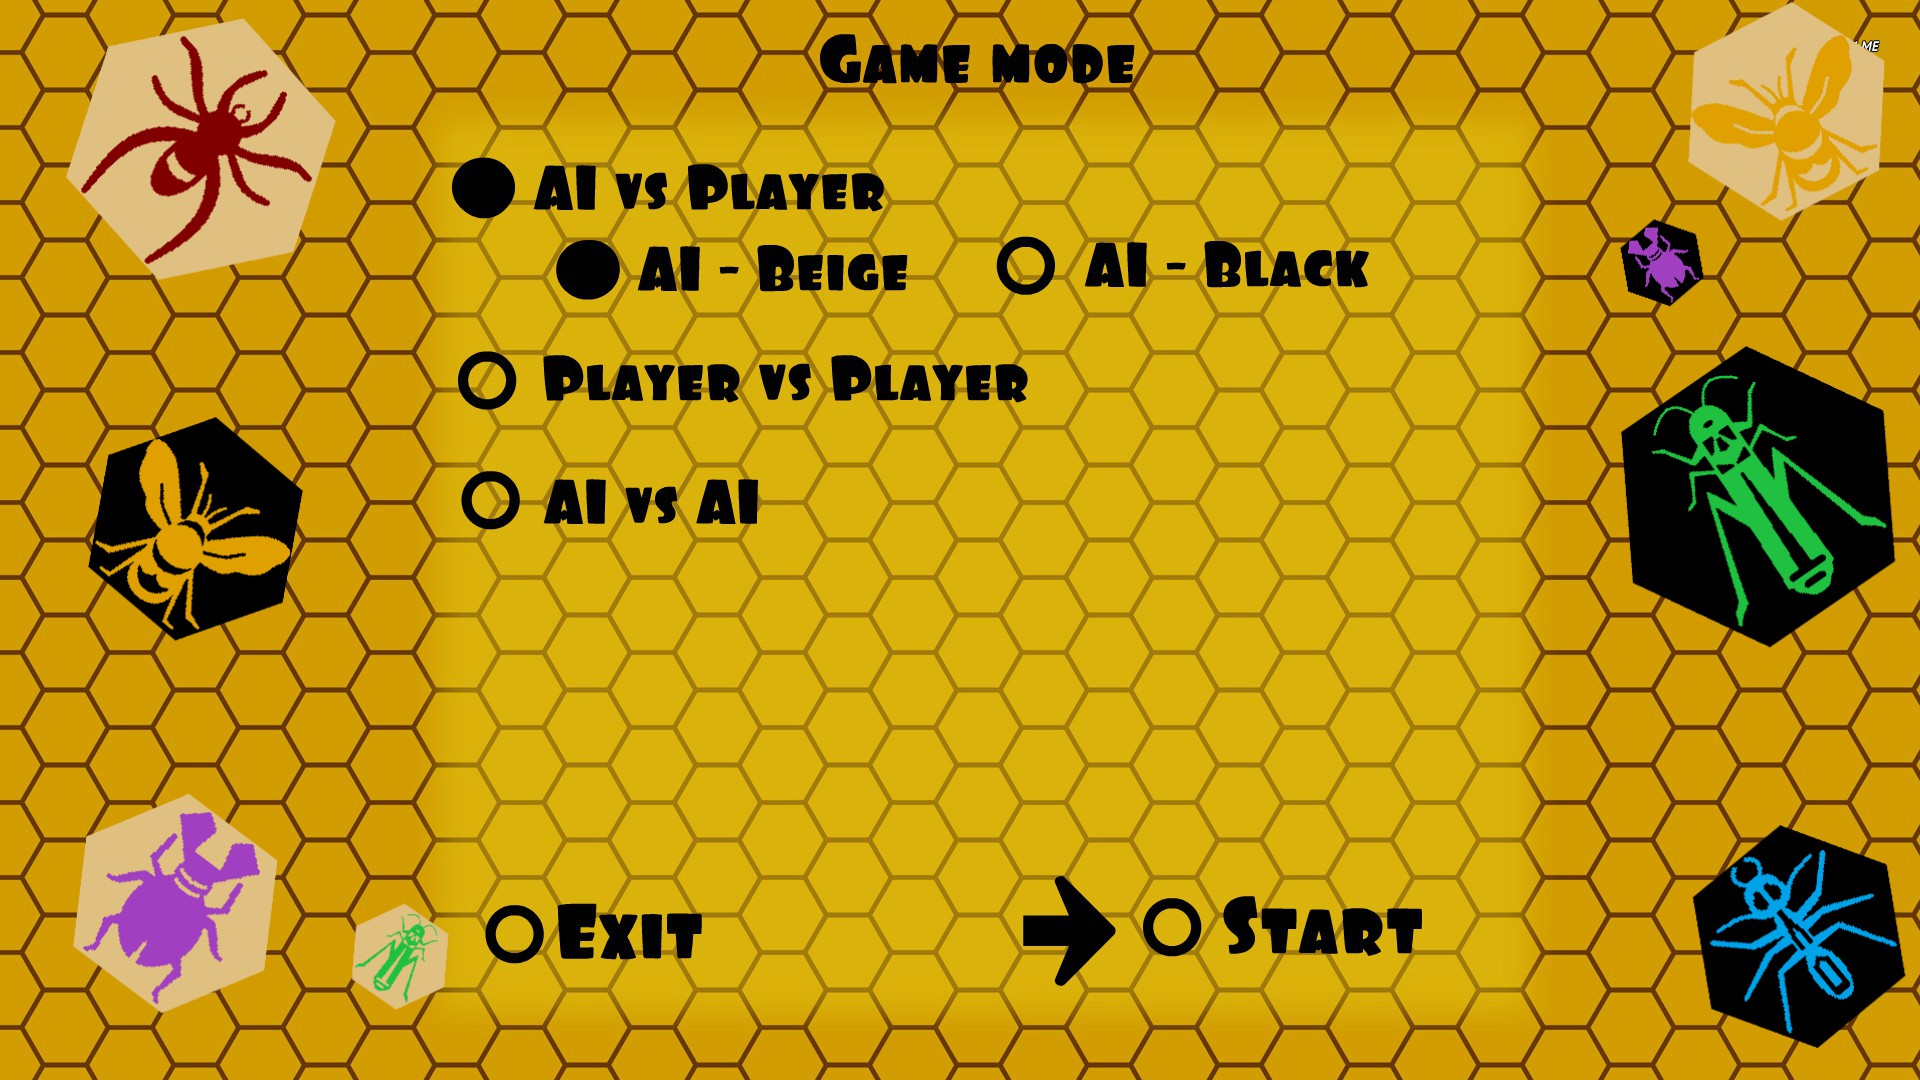 Game mode
AI vs Player
AI - Beige
AI - Black
Player vs Player
AI vs AI
Exit
Start